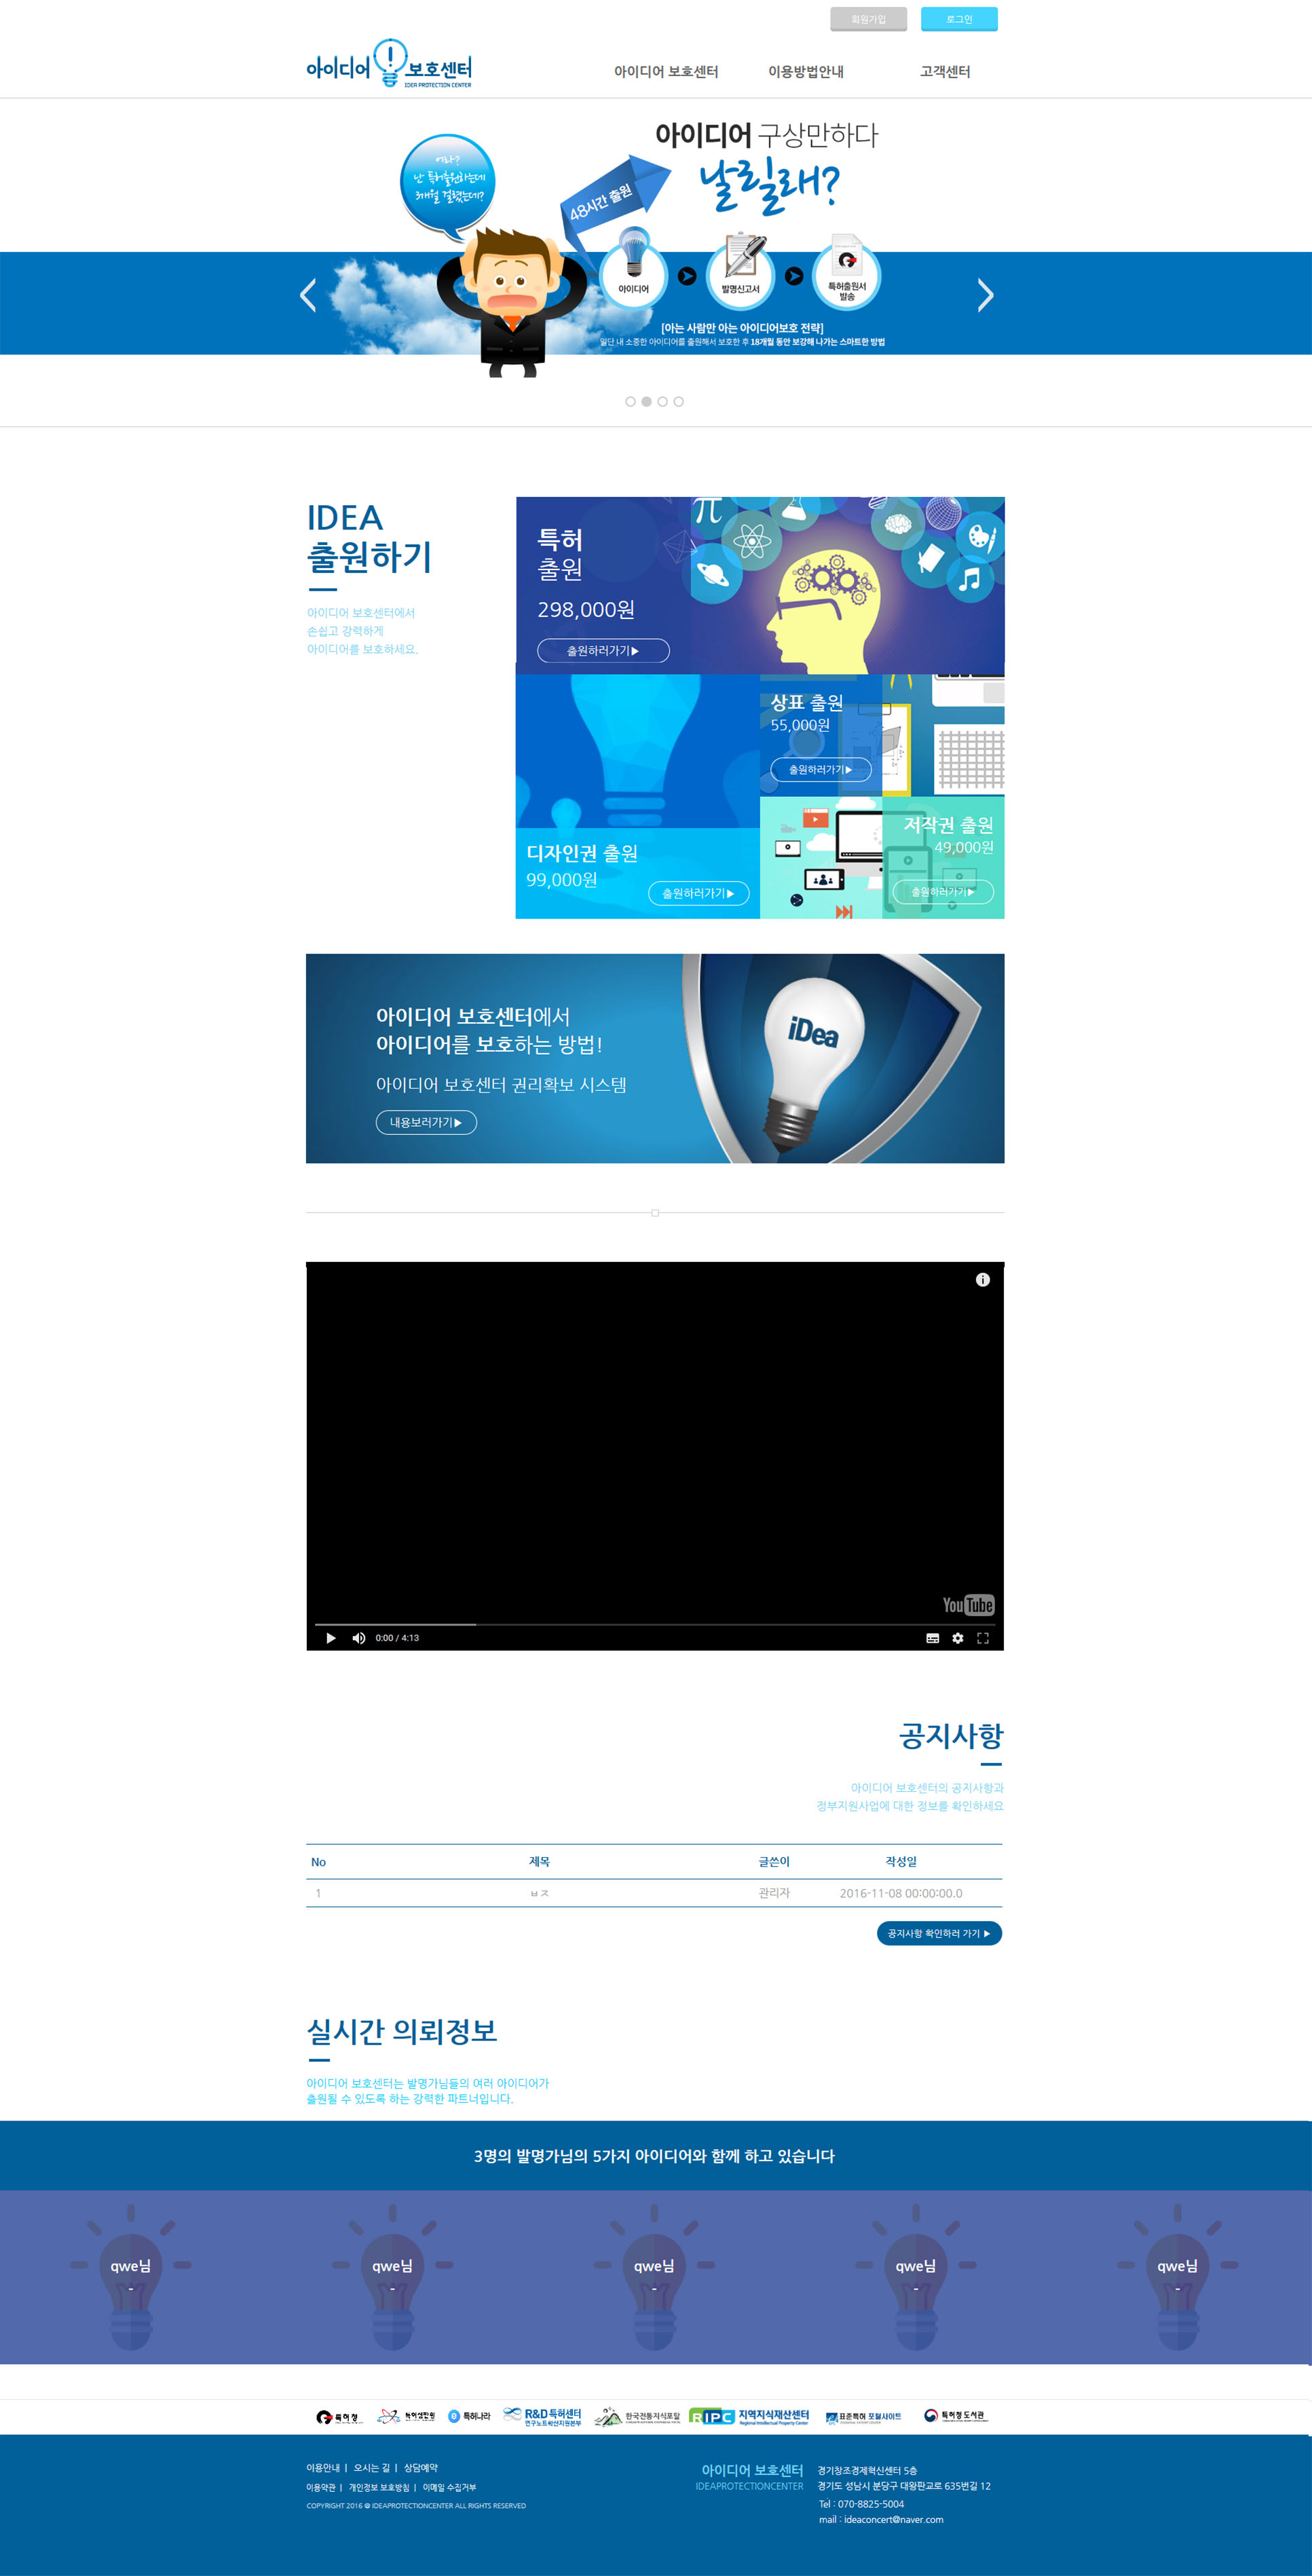 회원가입
로그인
아이디어 보호센터
IDEA PROTECTION CENTER
아이디어 보호센터
이용방법안내
고객센터
아이디어 구상만하다
날릴래?
여라?
난 특허출원하는데
3개월 걸렸는데?
48시간 출원
아이디어
발명신고서
특허출원서
발송
[아는 사람만 아는 아이디어보호 전략]
일단 내 소중한 아이디어를 출원해서 보호한 후 18개월 동안 보강해 나가는 스마트한 방법
IDEA
출원하기
아이디어 보호센터에서
손쉽고 강력하게
아이디어를 보호하세요.
특허
출원
298,000원
출원하러가기▶
상표 출원
55,000원
출원하러가기▶
디자인권 출원
99,000원
출원하러가기▶
저작권 출원
49,000원
출원하러가기▶
아이디어 보호센터에서
아이디어를 보호하는 방법!
아이디어 보호센터 권리확보 시스템
내용보러가기▶
iDea
YouTube
0:00 / 4:13
공지사항
아이디어 보호센터의 공지사항과
정부지원사업에 대한 정보를 확인하세요
No 제목 글쓴이 작성일
1 ㅂㅈ 관리자 2016-11-08 00:00:00.0
공지사항 확인하러 가기 ▶
실시간 의뢰정보
아이디어 보호센터는 발명가님들의 여러 아이디어가
출원될 수 있도록 하는 강력한 파트너입니다.
3명의 발명가님의 5가지 아이디어와 함께 하고 있습니다
qwe님 qwe님 qwe님 qwe님 qwe님
- - - - -
특허청
특허심판원
특허나라
R&D특허센터
연구노트확산지원본부
한국전통지식포탈
RIPC 지역지식재산센터
Regional Intellectual Property Center
표준특허 포털사이트
특허청 도서관
이용안내 | 오시는 길 | 상담예약
이용약관 | 개인정보 보호방침 | 이메일 수집거부
COPYRIGHT 2016 @ IDEAPROTECTIONCENTER ALL RIGHTS RESERVED
아이디어 보호센터
IDEAPROTECTIONCENTER
경기창조경제혁신센터 5층
경기도 성남시 분당구 대왕판교로 635번길 12
Tel : 070-8825-5004
mail : ideaconcert@naver.com